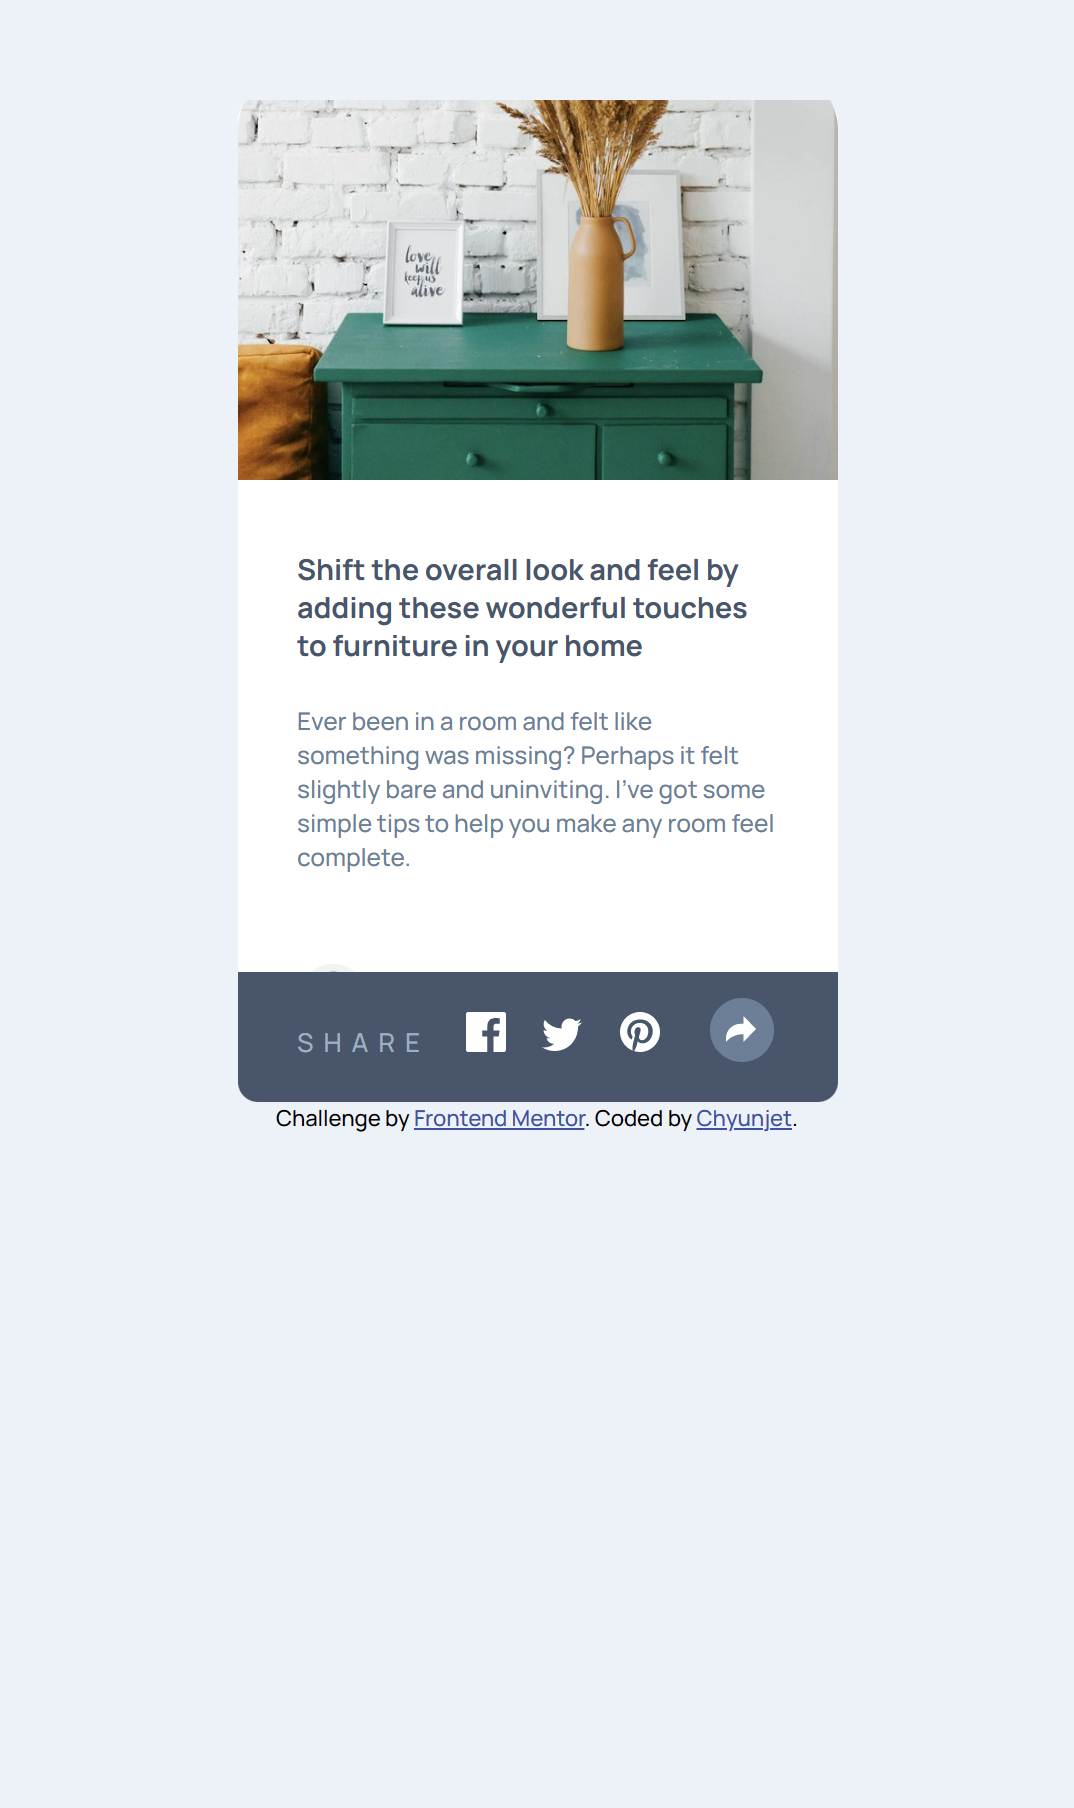 love
will
keep us
alive
Shift the overall look and feel by
adding these wonderful touches
to furniture in your home
Ever been in a room and felt like
something was missing? Perhaps it felt
slightly bare and uninviting. I’ve got some
simple tips to help you make any room feel
complete.
SHARE
Challenge by Frontend Mentor. Coded by Chyunjet.